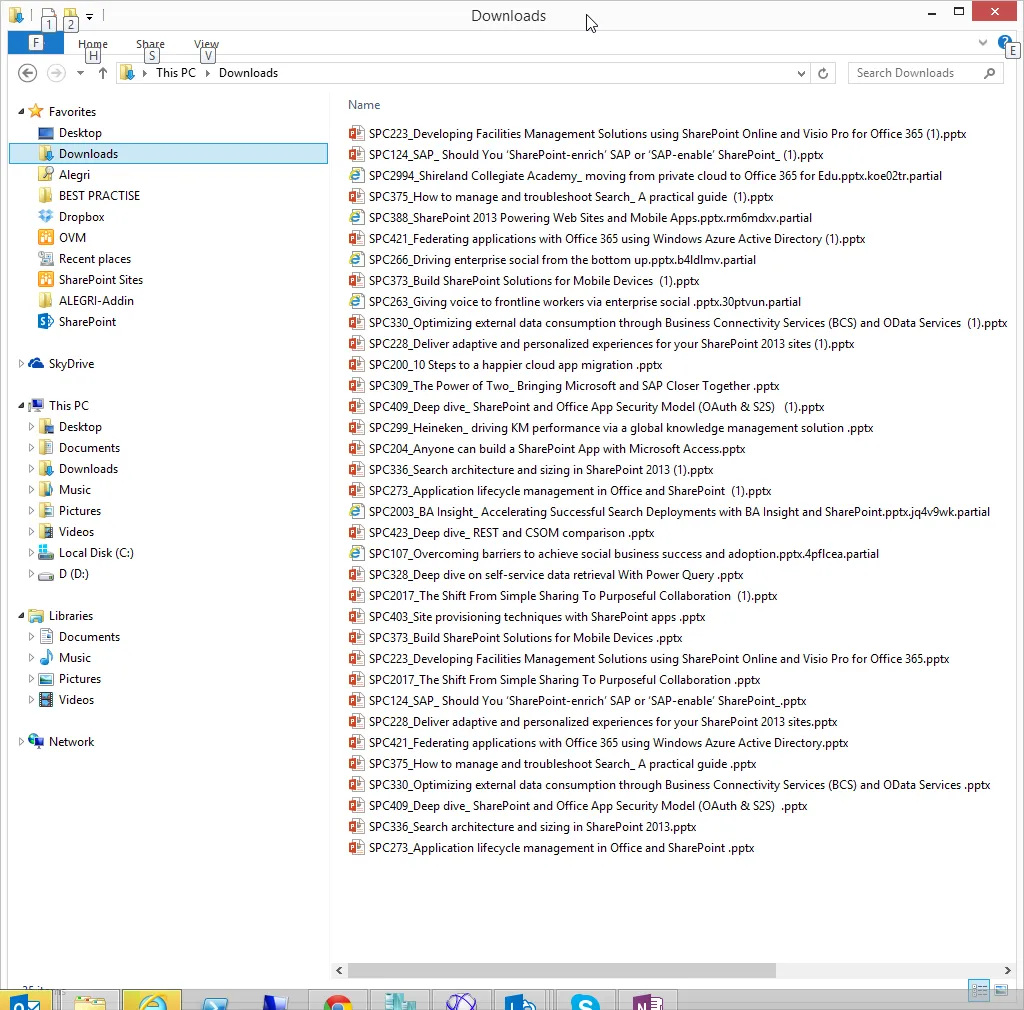 Downloads
1 2
F Home Share View
H S V E
This PC Downloads
Search Downloads
Favorites
Desktop
Downloads
Alegri
BEST PRACTISE
Dropbox
OVM
Recent places
SharePoint Sites
ALEGRI-Addin
SharePoint
SkyDrive
This PC
Desktop
Documents
Downloads
Music
Pictures
Videos
Local Disk (C:)
D (D:)
Libraries
Documents
Music
Pictures
Videos
Network
Name
SPC223_Developing Facilities Management Solutions using SharePoint Online and Visio Pro for Office 365 (1).pptx
SPC124_SAP_ Should You ‘SharePoint-enrich’ SAP or ‘SAP-enable’ SharePoint_ (1).pptx
SPC2994_Shireland Collegiate Academy_ moving from private cloud to Office 365 for Edu.pptx.koe02tr.partial
SPC375_How to manage and troubleshoot Search_ A practical guide (1).pptx
SPC388_SharePoint 2013 Powering Web Sites and Mobile Apps.pptx.rm6mdxv.partial
SPC421_Federating applications with Office 365 using Windows Azure Active Directory (1).pptx
SPC266_Driving enterprise social from the bottom up.pptx.b4ldlmv.partial
SPC373_Build SharePoint Solutions for Mobile Devices (1).pptx
SPC263_Giving voice to frontline workers via enterprise social .pptx.30ptvun.partial
SPC330_Optimizing external data consumption through Business Connectivity Services (BCS) and OData Services (1).pptx
SPC228_Deliver adaptive and personalized experiences for your SharePoint 2013 sites (1).pptx
SPC200_10 Steps to a happier cloud app migration .pptx
SPC309_The Power of Two_ Bringing Microsoft and SAP Closer Together .pptx
SPC409_Deep dive_ SharePoint and Office App Security Model (OAuth & S2S) (1).pptx
SPC299_Heineken_ driving KM performance via a global knowledge management solution .pptx
SPC204_Anyone can build a SharePoint App with Microsoft Access.pptx
SPC336_Search architecture and sizing in SharePoint 2013 (1).pptx
SPC273_Application lifecycle management in Office and SharePoint (1).pptx
SPC2003_BA Insight_ Accelerating Successful Search Deployments with BA Insight and SharePoint.pptx.jq4v9wk.partial
SPC423_Deep dive_ REST and CSOM comparison .pptx
SPC107_Overcoming barriers to achieve social business success and adoption.pptx.4pflcea.partial
SPC328_Deep dive on self-service data retrieval With Power Query .pptx
SPC2017_The Shift From Simple Sharing To Purposeful Collaboration (1).pptx
SPC403_Site provisioning techniques with SharePoint apps .pptx
SPC373_Build SharePoint Solutions for Mobile Devices .pptx
SPC223_Developing Facilities Management Solutions using SharePoint Online and Visio Pro for Office 365.pptx
SPC2017_The Shift From Simple Sharing To Purposeful Collaboration .pptx
SPC124_SAP_ Should You ‘SharePoint-enrich’ SAP or ‘SAP-enable’ SharePoint_.pptx
SPC228_Deliver adaptive and personalized experiences for your SharePoint 2013 sites.pptx
SPC421_Federating applications with Office 365 using Windows Azure Active Directory.pptx
SPC375_How to manage and troubleshoot Search_ A practical guide .pptx
SPC330_Optimizing external data consumption through Business Connectivity Services (BCS) and OData Services .pptx
SPC409_Deep dive_ SharePoint and Office App Security Model (OAuth & S2S) .pptx
SPC336_Search architecture and sizing in SharePoint 2013.pptx
SPC273_Application lifecycle management in Office and SharePoint .pptx